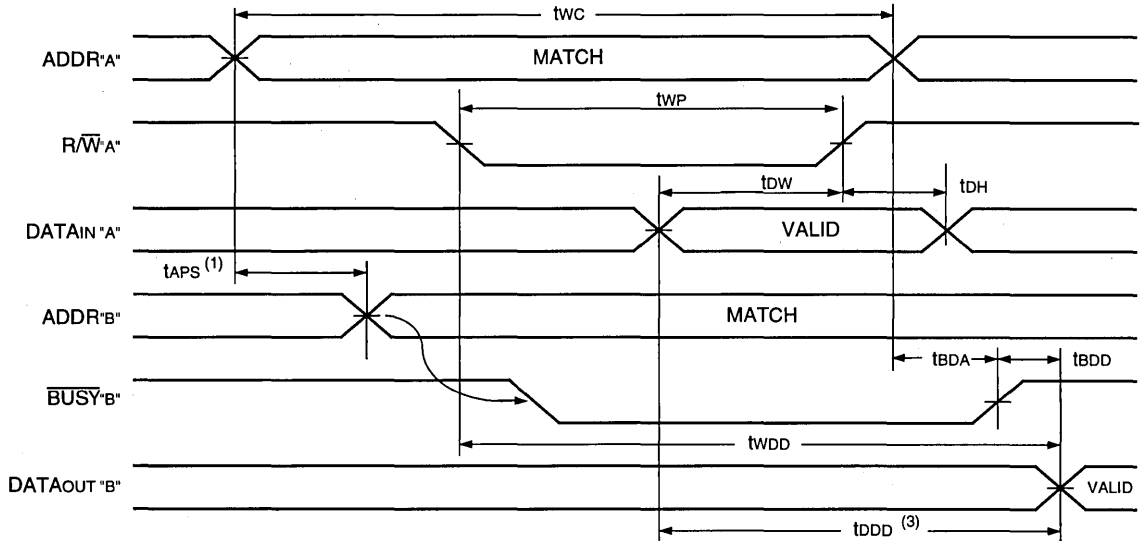 tWC
ADDR"A" MATCH
tWP
R/W̅"A"
tDW tDH
DATAIN "A" VALID
tAPS (1)
ADDR"B" MATCH
tBDA tBDD
B̅U̅S̅Y̅"B"
tWDD
DATAOUT "B" VALID
tDDD (3)